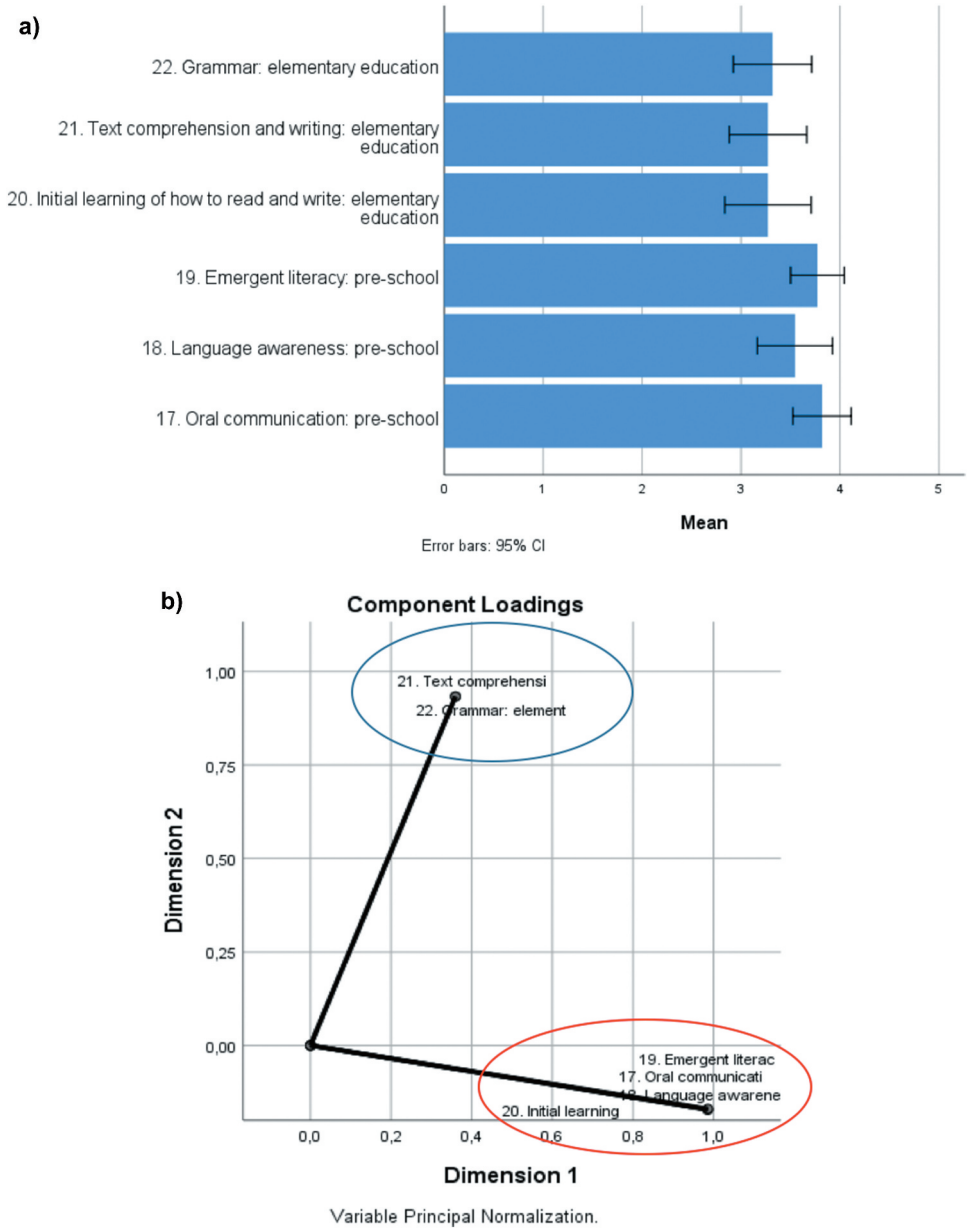 a)
22. Grammar: elementary education
21. Text comprehension and writing: elementary
education
20. Initial learning of how to read and write: elementary
education
19. Emergent literacy: pre-school
18. Language awareness: pre-school
17. Oral communication: pre-school
0 1 2 3 4 5
Mean
Error bars: 95% CI
b)
Component Loadings
1,00
21. Text comprehensi
22. Grammar: element
0,75
Dimension 2
0,50
0,25
0,00
19. Emergent literac
17. Oral communicati
18. Language awarene
20. Initial learning
0,0 0,2 0,4 0,6 0,8 1,0
Dimension 1
Variable Principal Normalization.